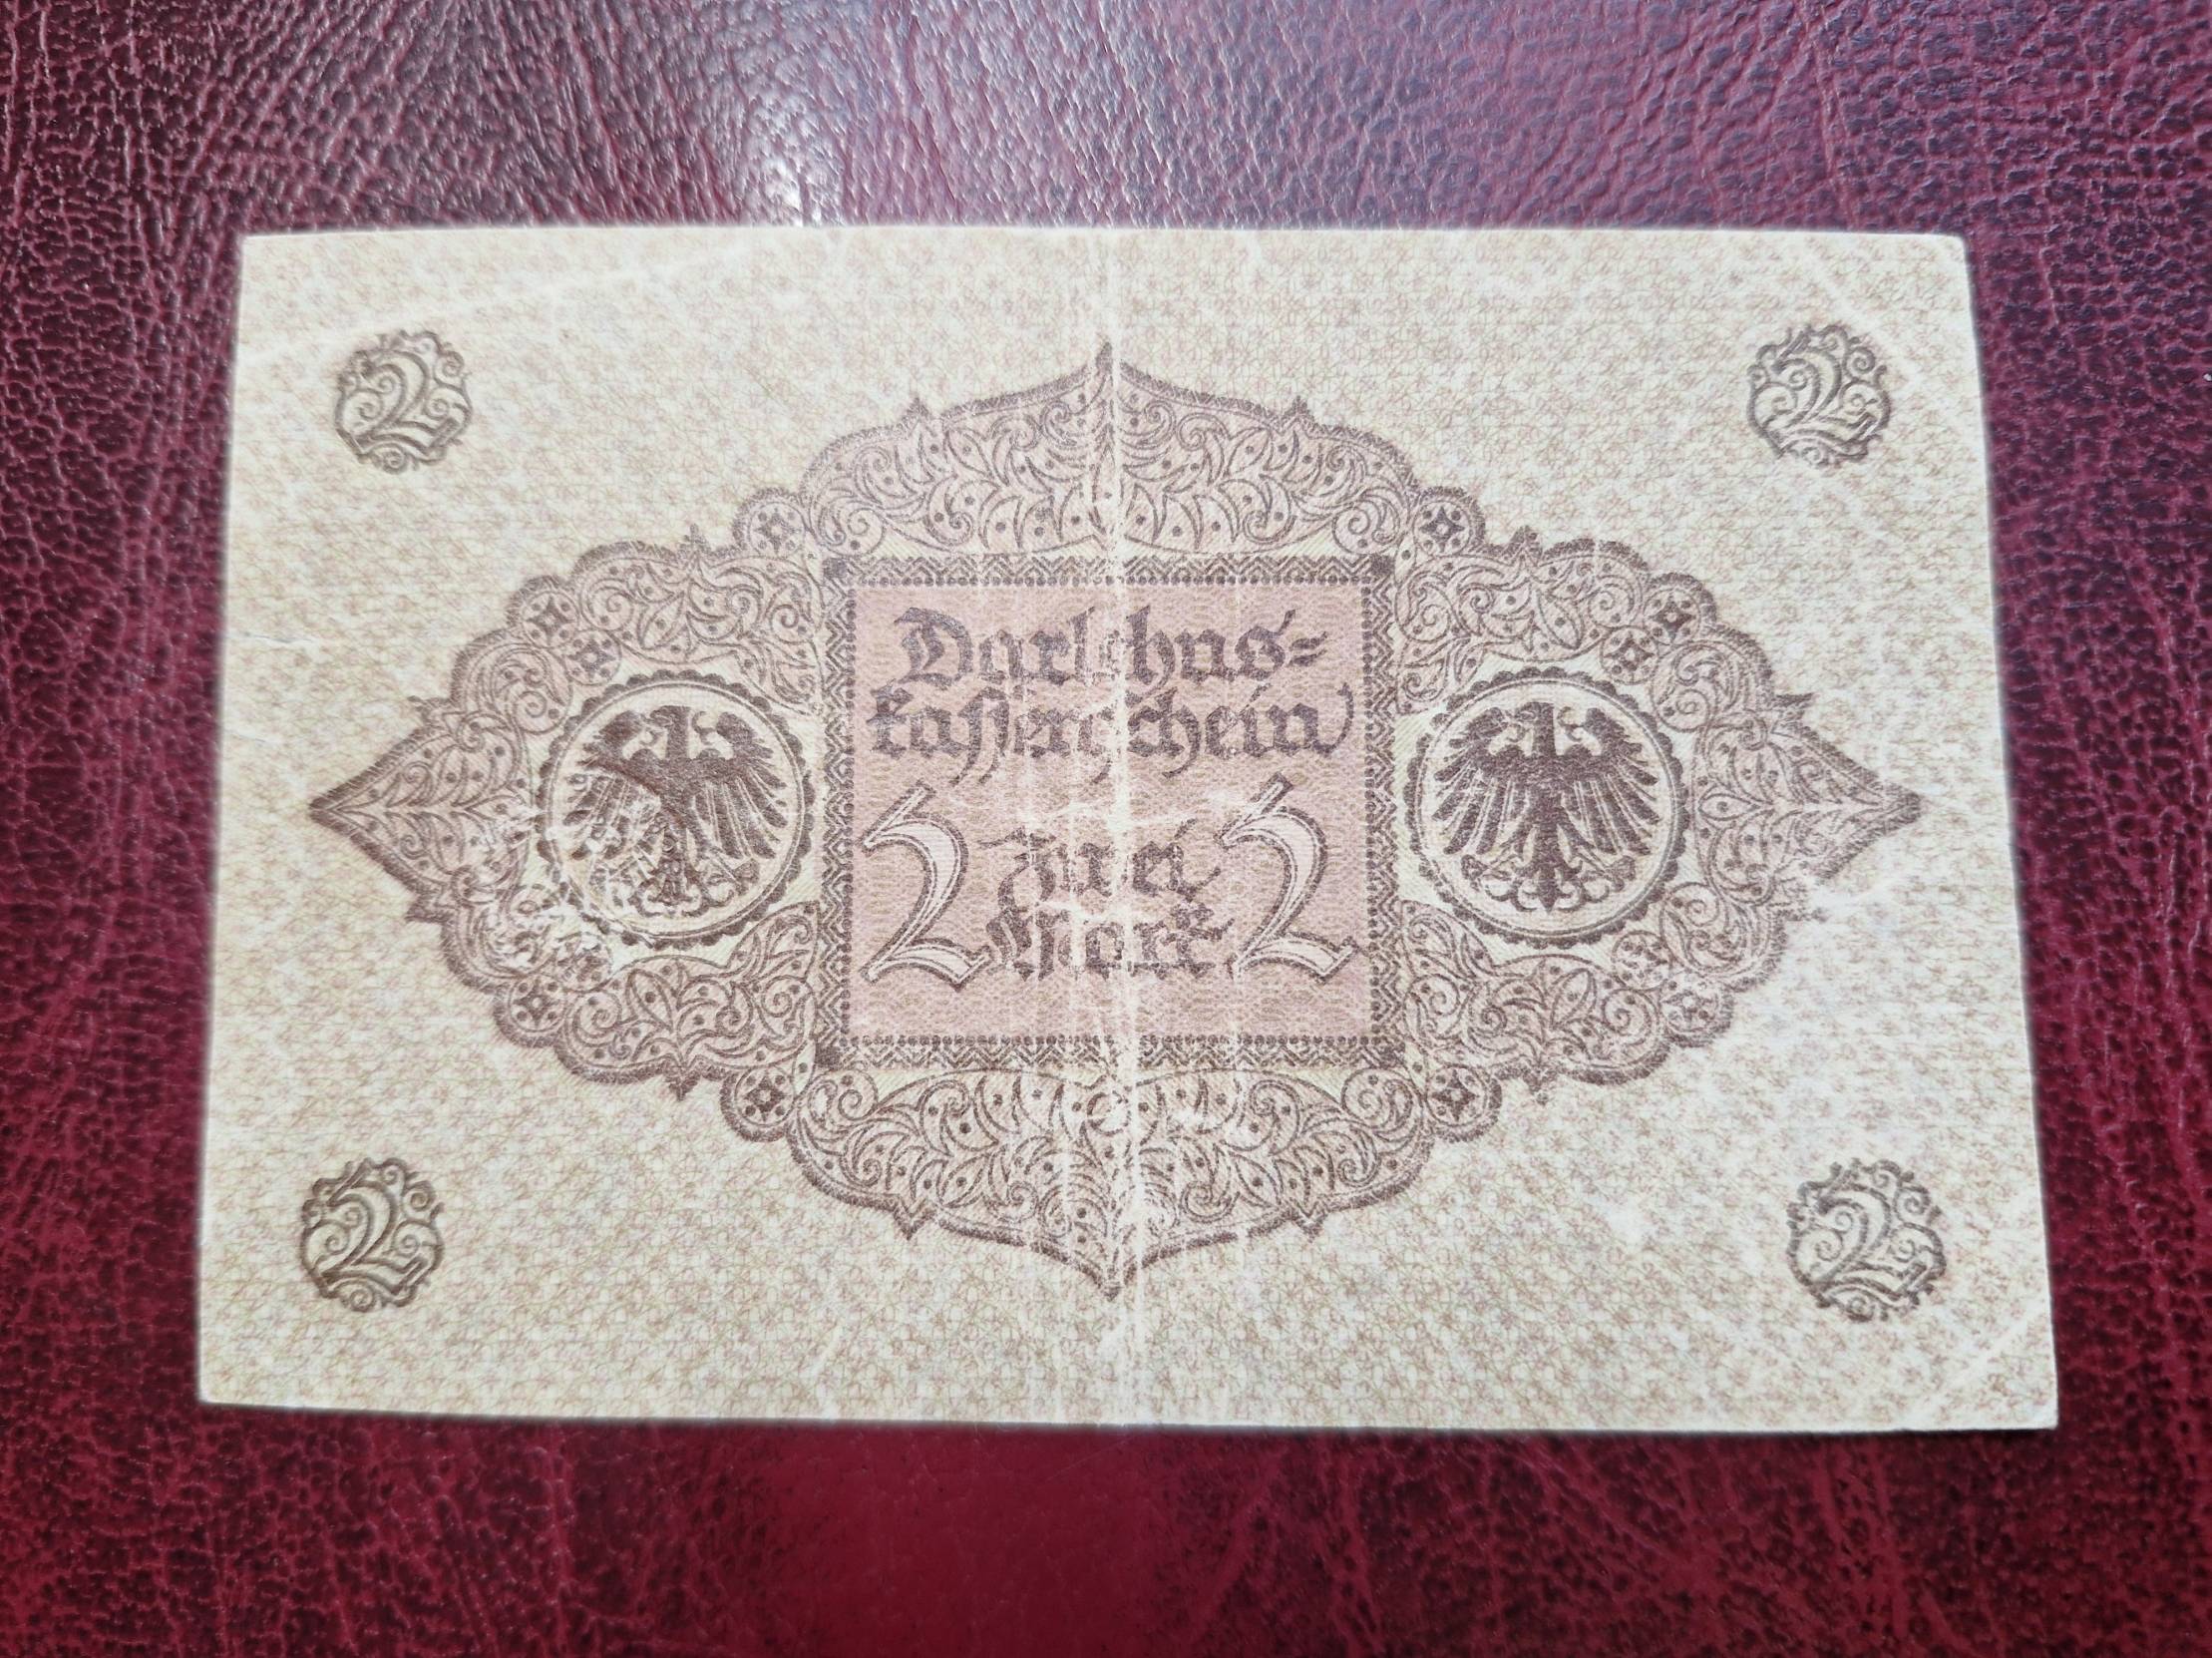 2 2
Darlehns=
kassenschein
2 Zwei 2
Mark
2 2